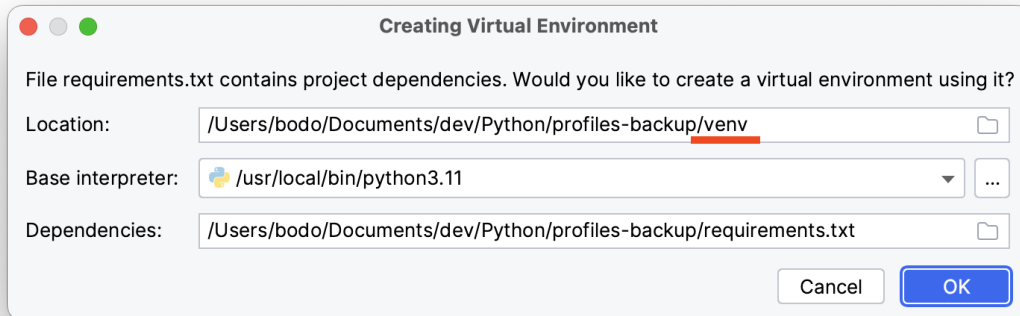 Creating Virtual Environment
File requirements.txt contains project dependencies. Would you like to create a virtual environment using it?
Location: /Users/bodo/Documents/dev/Python/profiles-backup/venv
Base interpreter: /usr/local/bin/python3.11 ...
Dependencies: /Users/bodo/Documents/dev/Python/profiles-backup/requirements.txt
Cancel OK